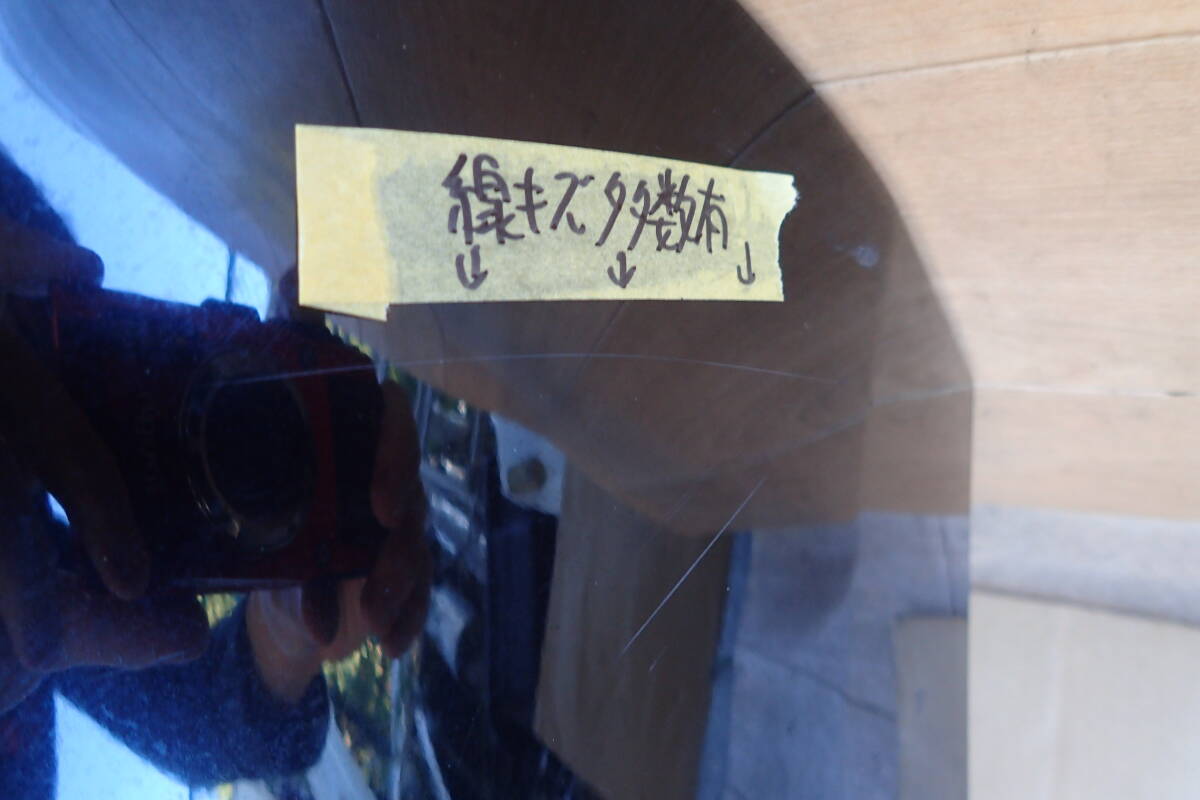 線キズ多数有
↓ ↓ ↓